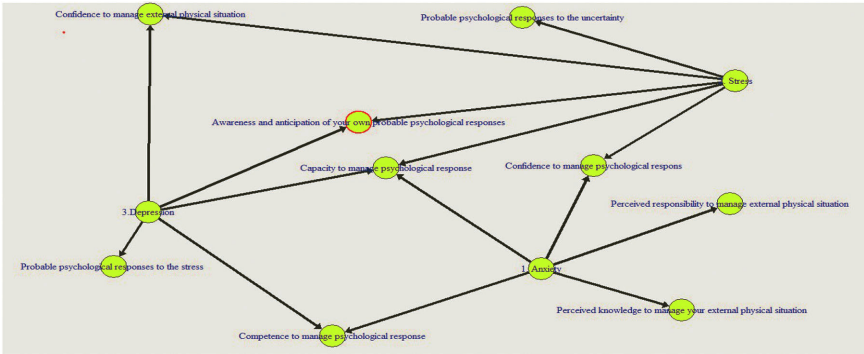 Confidence to manage external physical situation
Probable psychological responses to the uncertainty
Stress
Awareness and anticipation of your own probable psychological responses
Capacity to manage psychological response
Confidence to manage psychological respons
3.Depression
Perceived responsibility to manage external physical situation
Probable psychological responses to the stress
1. Anxiety
Perceived knowledge to manage your external physical situation
Competence to manage psychological response